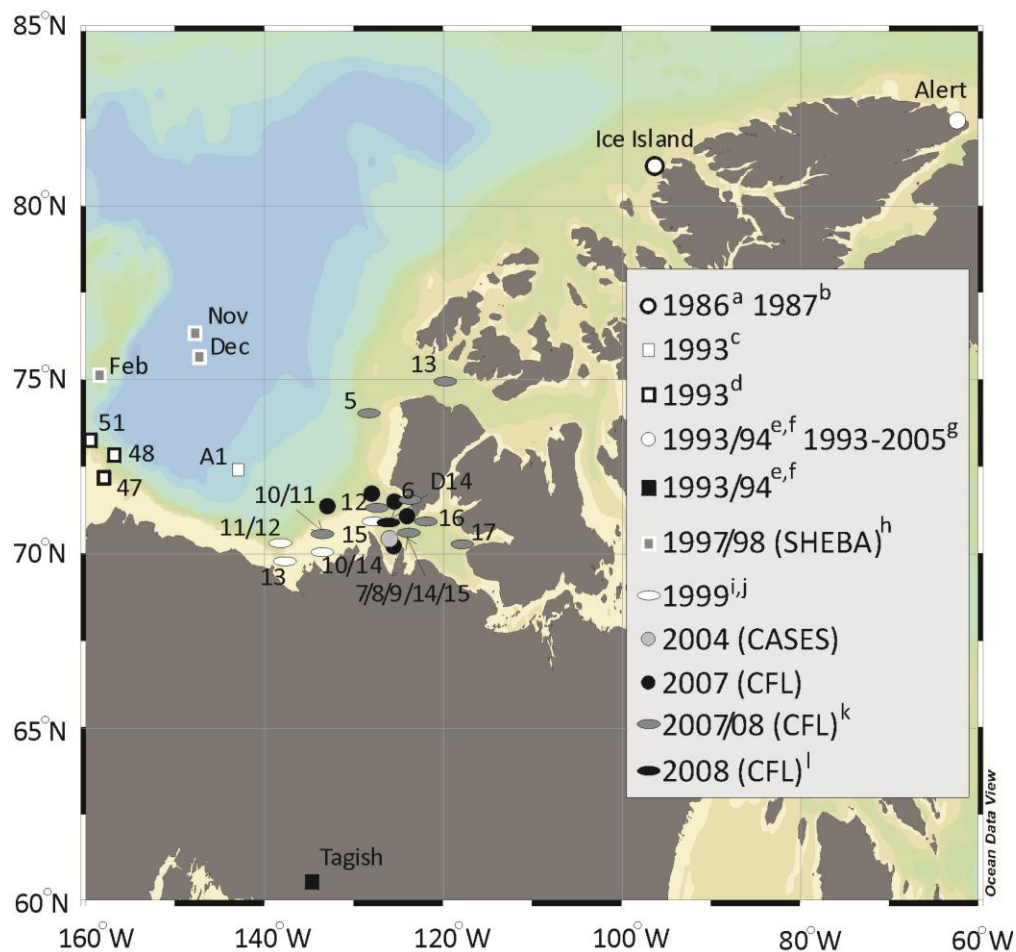 85°N
Alert
Ice Island
80°N
Nov
Dec
Feb
75°N
13
5
51
48
47
A1
10/11
12
6
D14
11/12
15
16
17
70°N
13
10/14
7/8/9/14/15
65°N
Tagish
60°N
160°W
140°W
120°W
100°W
80°W
60°W
1986ᵃ 1987ᵇ
1993ᶜ
1993ᵈ
1993/94ᵉ,ᶠ 1993-2005ᵍ
1993/94ᵉ,ᶠ
1997/98 (SHEBA)ʰ
1999ⁱ,ʲ
2004 (CASES)
2007 (CFL)
2007/08 (CFL)ᵏ
2008 (CFL)ˡ
Ocean Data View